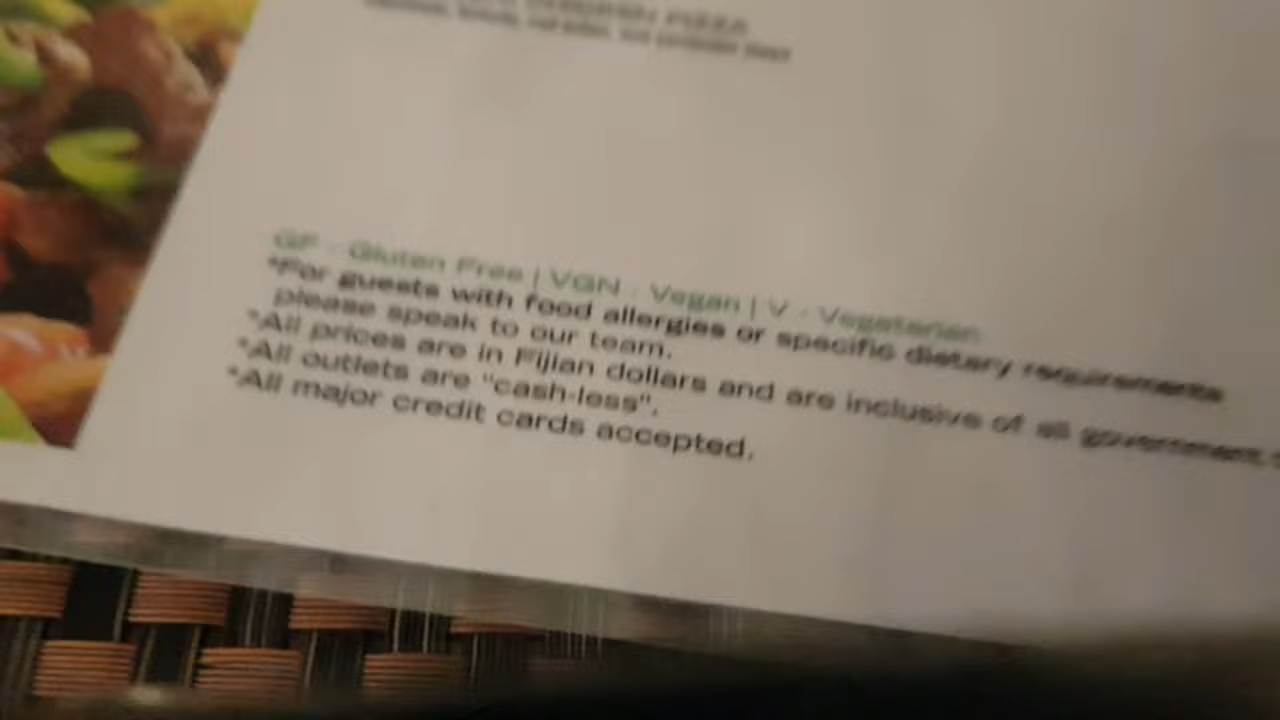 PIZZA
GF · Gluten Free | VGN · Vegan | V · Vegetarian
*For guests with food allergies or specific dietary requirements
please speak to our team.
*All prices are in Fijian dollars and are inclusive of all government
*All outlets are "cash-less".
*All major credit cards accepted.